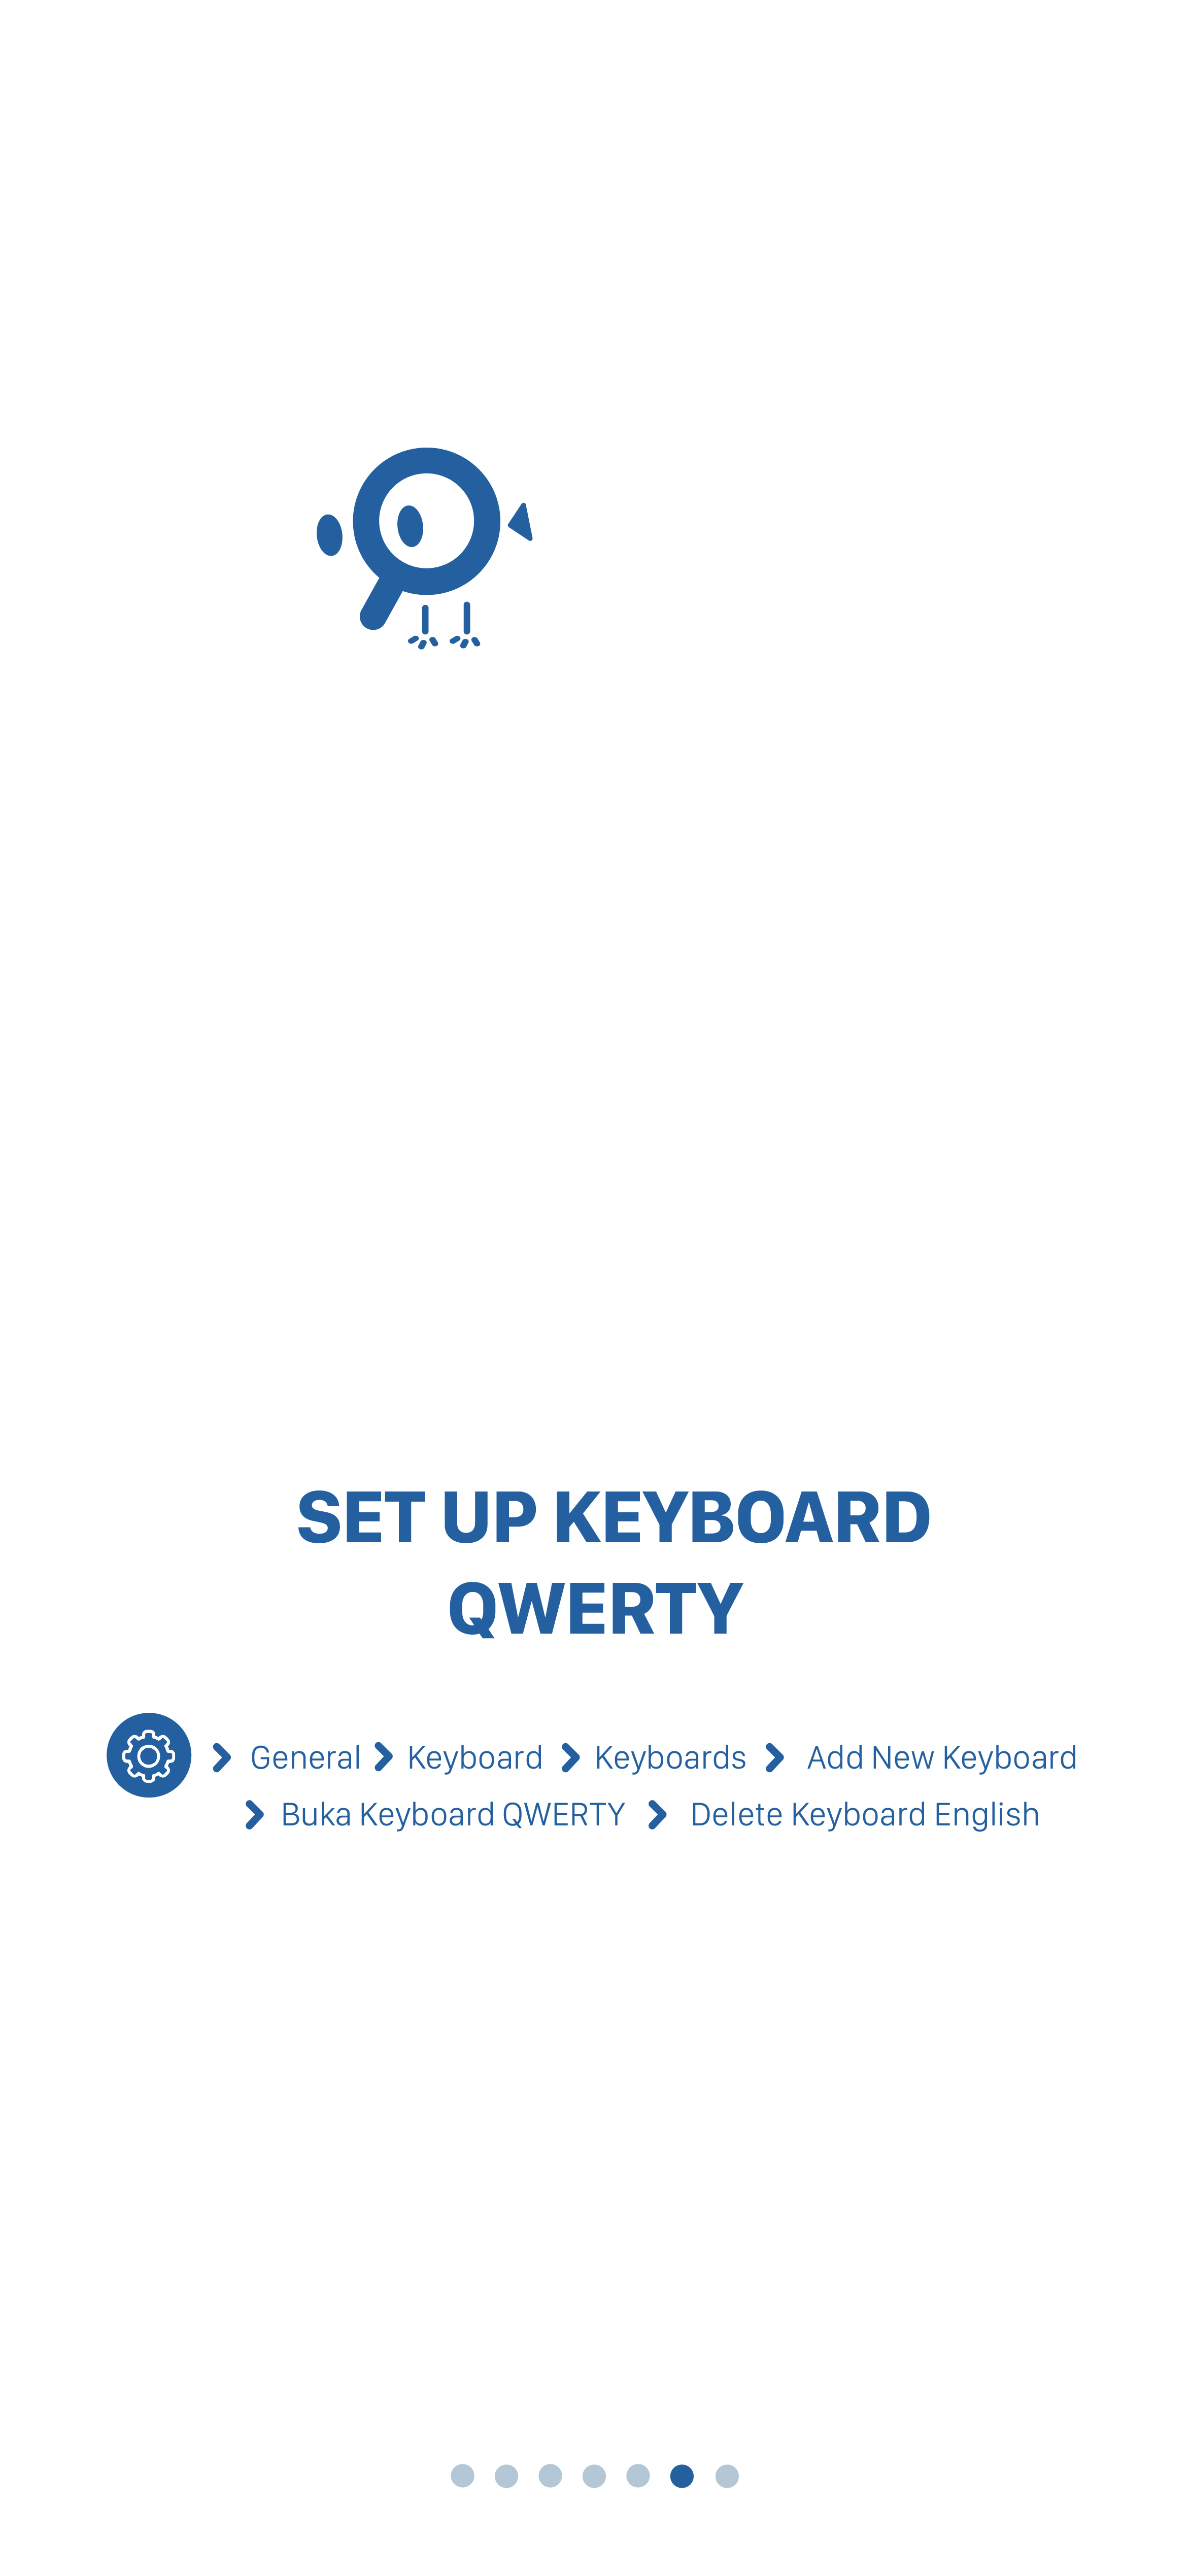 SET UP KEYBOARD
QWERTY
General Keyboard Keyboards Add New Keyboard
Buka Keyboard QWERTY Delete Keyboard English